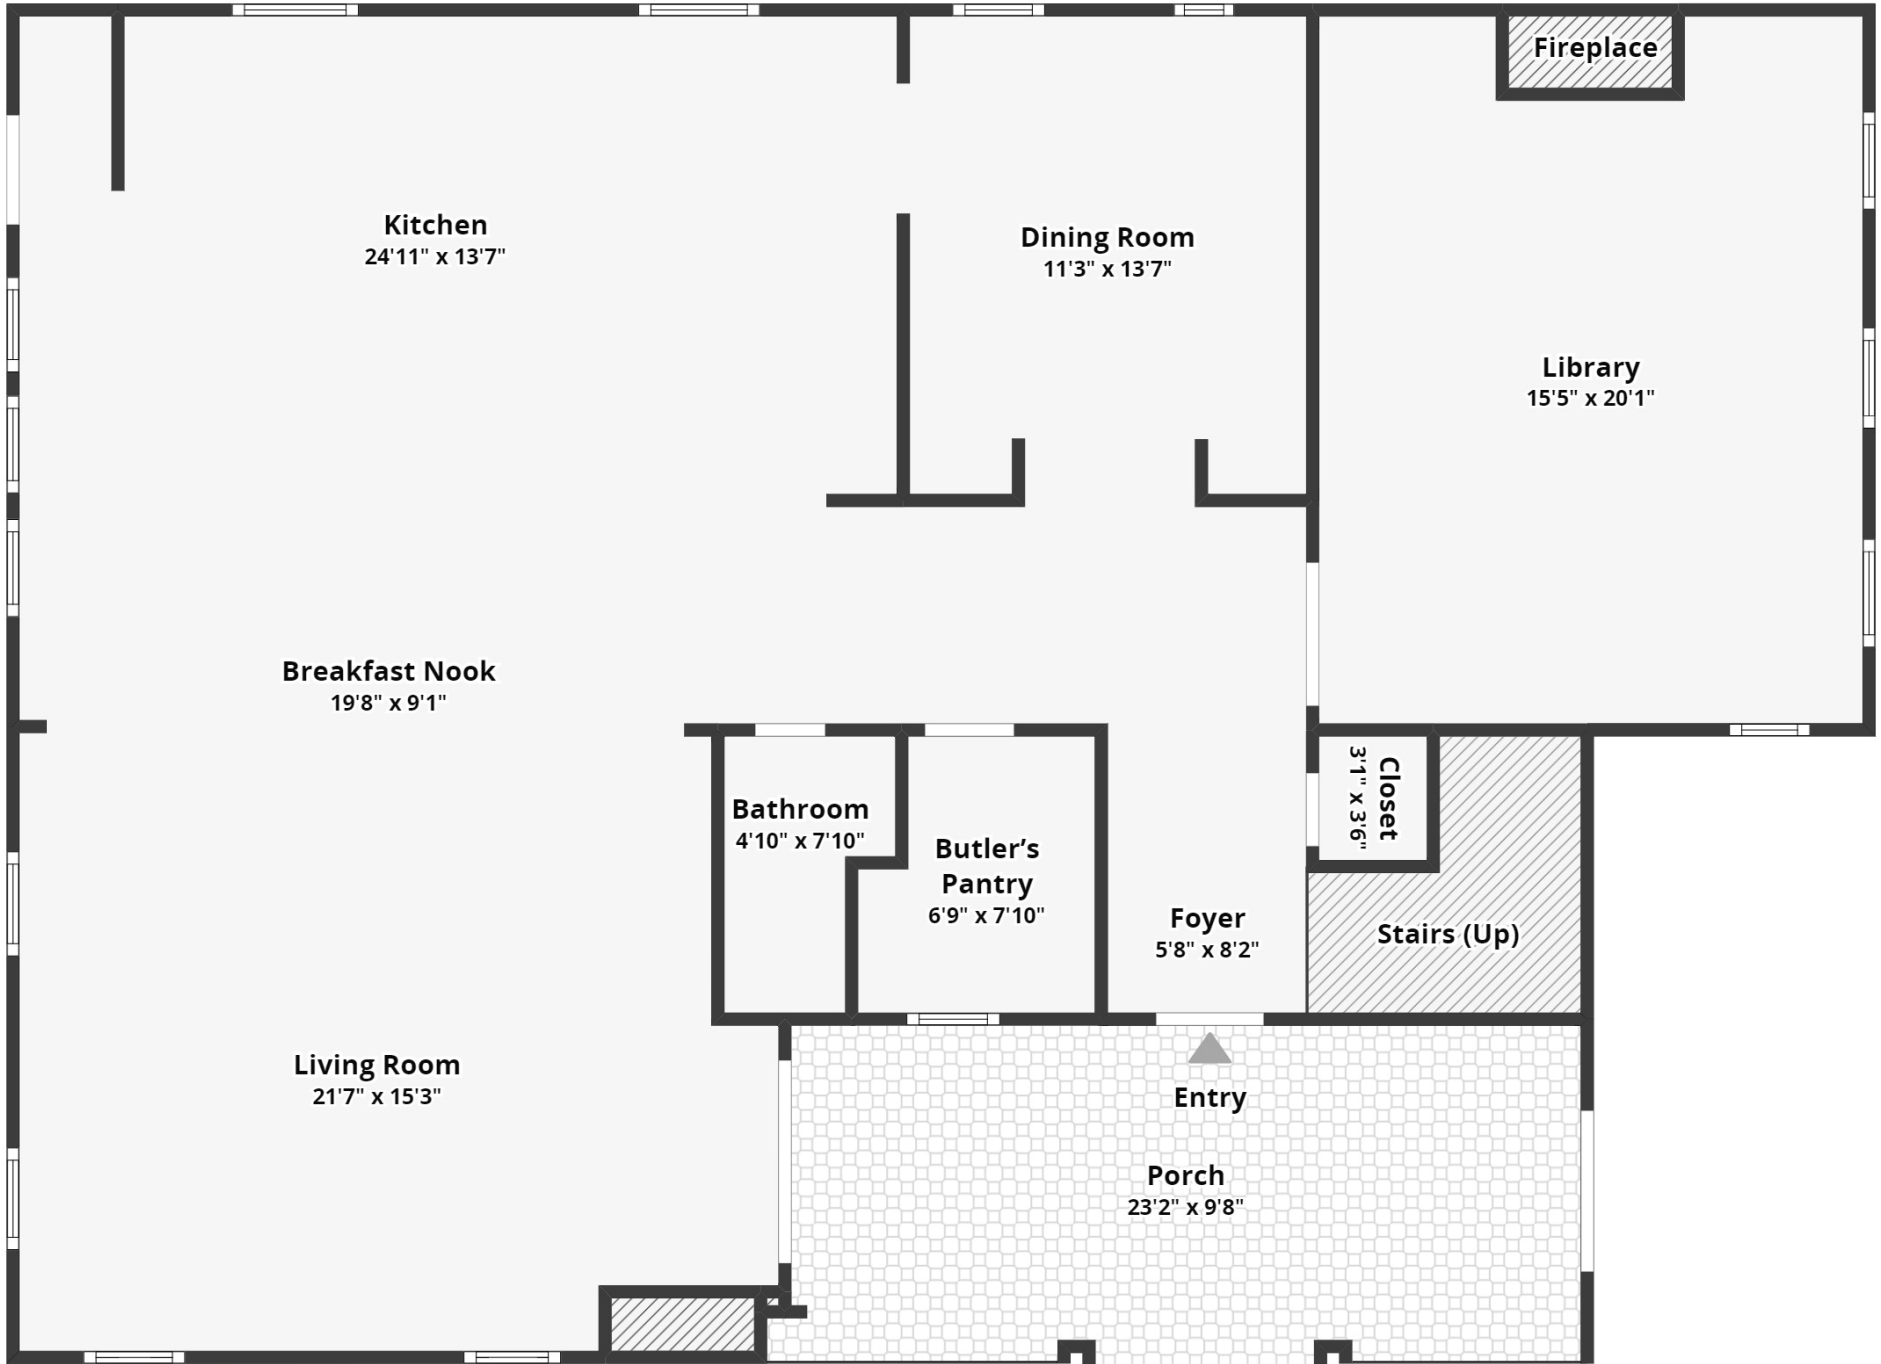 Fireplace
Kitchen
24'11" x 13'7"
Dining Room
11'3" x 13'7"
Library
15'5" x 20'1"
Breakfast Nook
19'8" x 9'1"
Closet
3'1" x 3'6"
Bathroom
4'10" x 7'10"
Butler’s
Pantry
6'9" x 7'10"
Foyer
5'8" x 8'2"
Stairs (Up)
Living Room
21'7" x 15'3"
Entry
Porch
23'2" x 9'8"